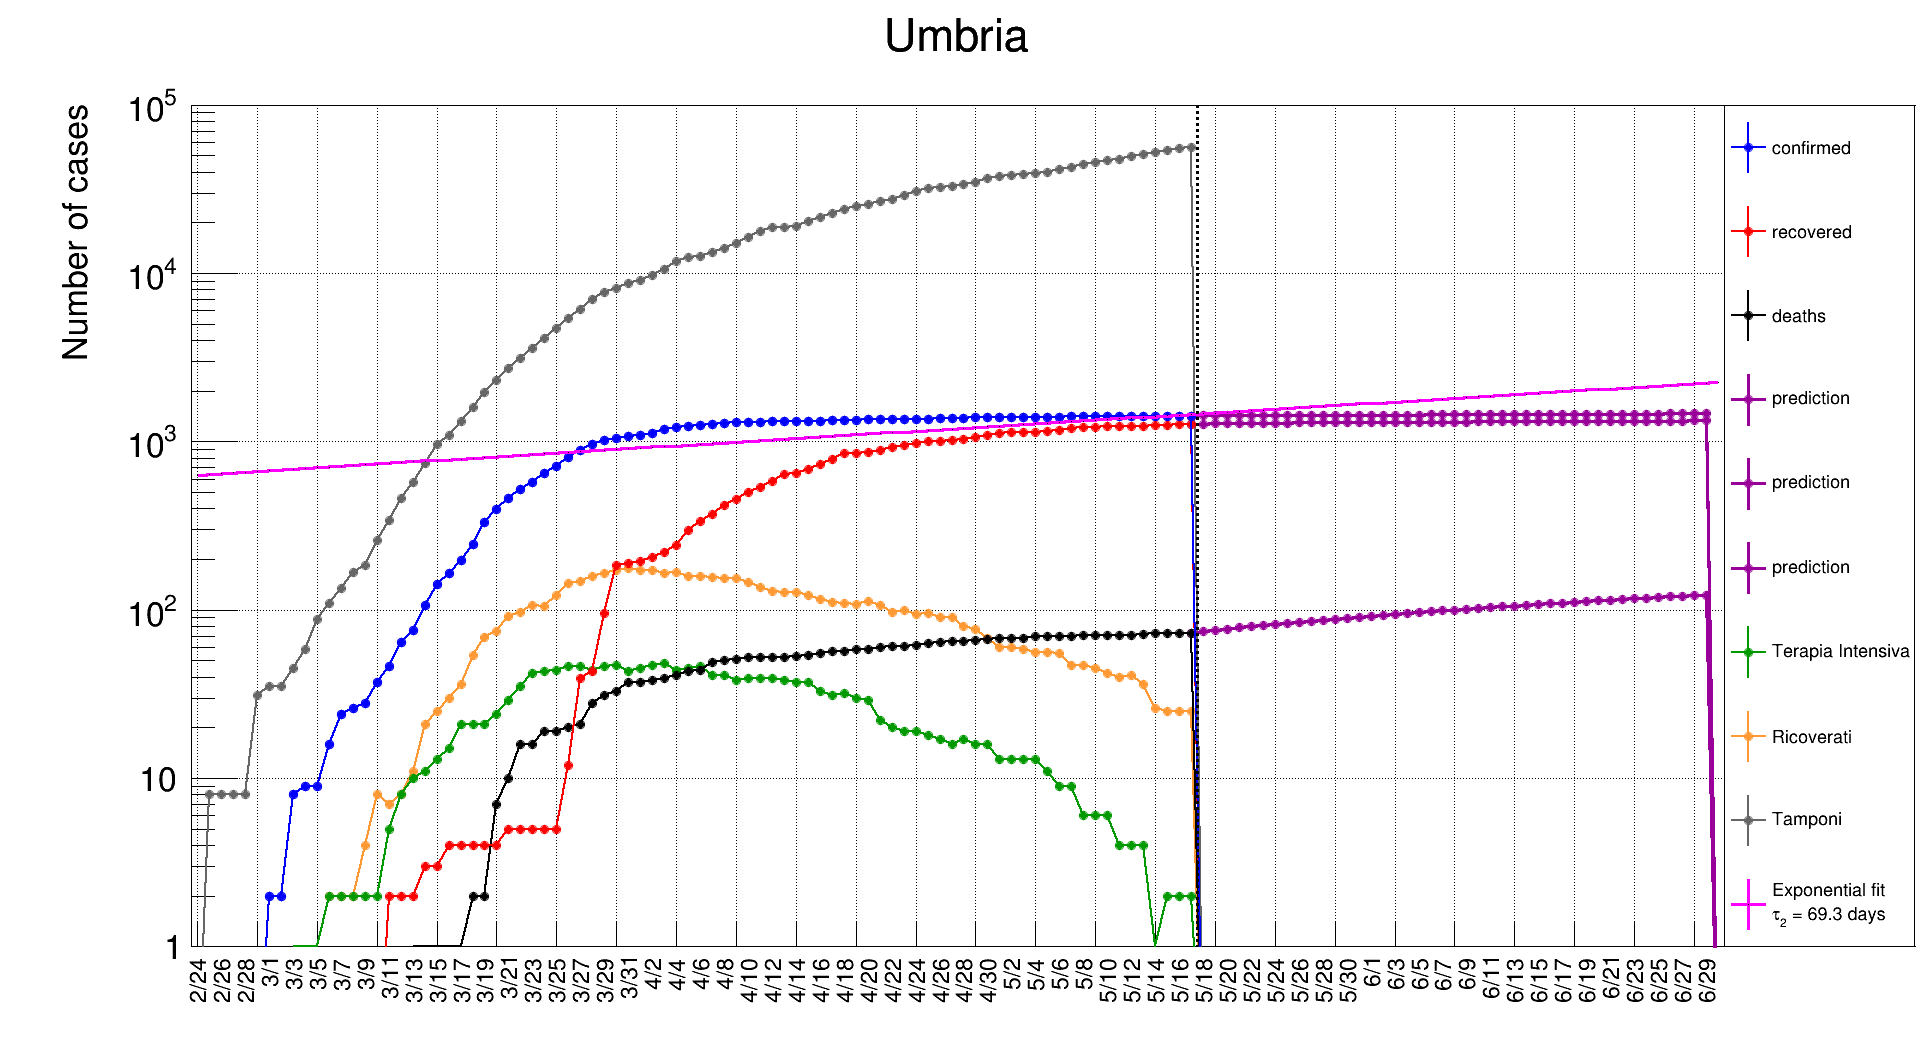 Umbria
Number of cases
10^5
10^4
10^3
10^2
10
1
2/24 2/26 2/28 3/1 3/3 3/5 3/7 3/9 3/11 3/13 3/15 3/17 3/19 3/21 3/23 3/25 3/27 3/29 3/31 4/2 4/4 4/6 4/8 4/10 4/12 4/14 4/16 4/18 4/20 4/22 4/24 4/26 4/28 4/30 5/2 5/4 5/6 5/8 5/10 5/12 5/14 5/16 5/18 5/20 5/22 5/24 5/26 5/28 5/30 6/1 6/3 6/5 6/7 6/9 6/11 6/13 6/15 6/17 6/19 6/21 6/23 6/25 6/27 6/29
confirmed
recovered
deaths
prediction
prediction
prediction
Terapia Intensiva
Ricoverati
Tamponi
Exponential fit
τ₂ = 69.3 days